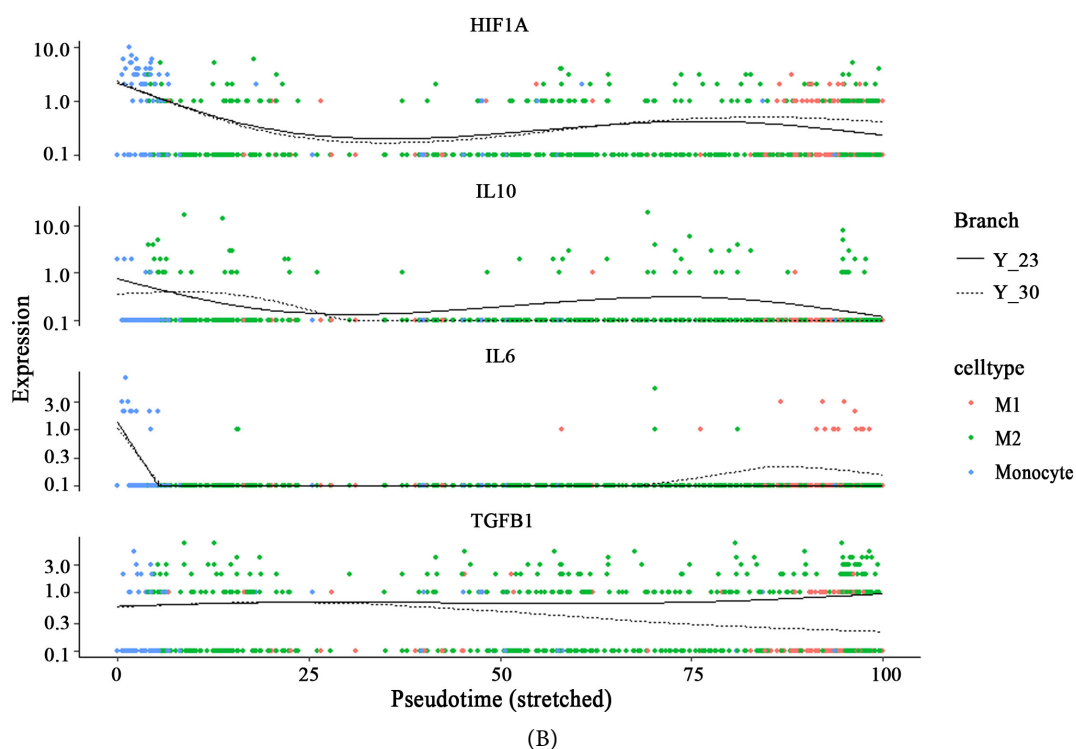 HIF1A
10.0
1.0
0.1
IL10
10.0
1.0
0.1
IL6
3.0
1.0
0.3
0.1
TGFB1
3.0
1.0
0.3
0.1
0 25 50 75 100
Pseudotime (stretched)
Expression
Branch
Y_23
Y_30
celltype
M1
M2
Monocyte
(B)